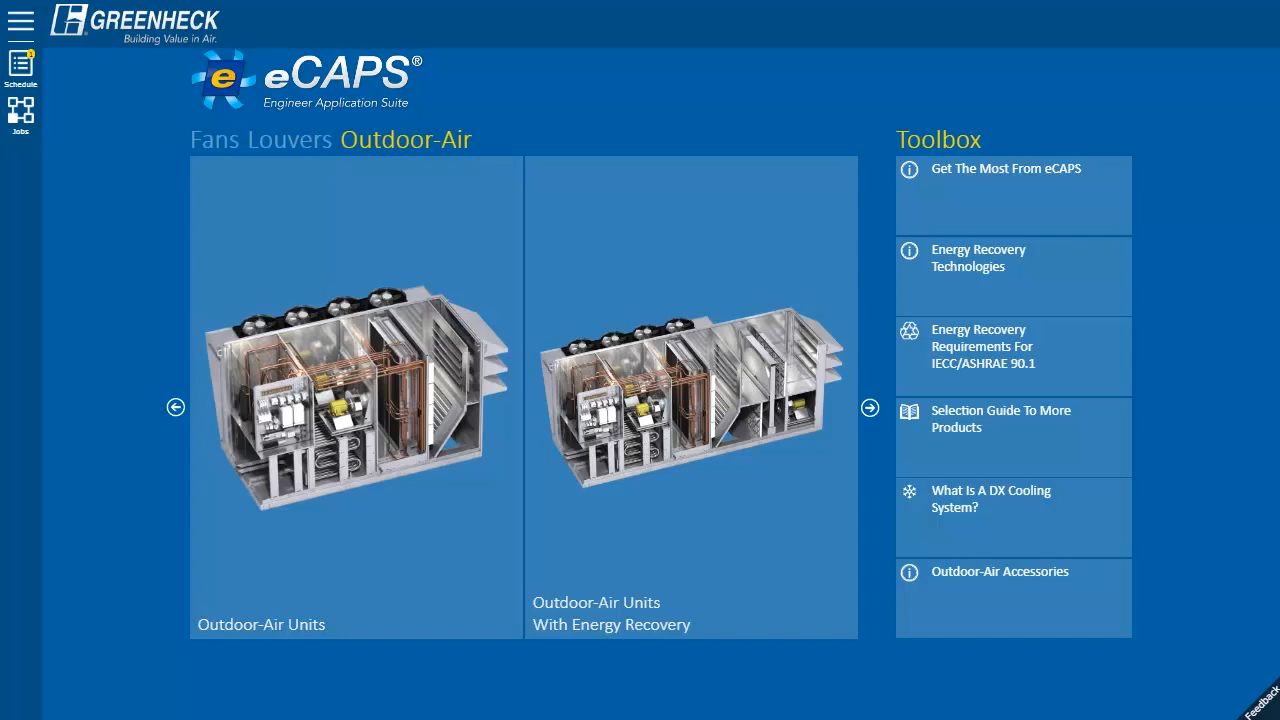 GREENHECK
Building Value in Air.
1
Schedule
Jobs
e eCAPS®
Engineer Application Suite
Fans Louvers Outdoor-Air
Outdoor-Air Units
Outdoor-Air Units
With Energy Recovery
Toolbox
Get The Most From eCAPS
Energy Recovery
Technologies
Energy Recovery
Requirements For
IECC/ASHRAE 90.1
Selection Guide To More
Products
What Is A DX Cooling
System?
Outdoor-Air Accessories
Feedback